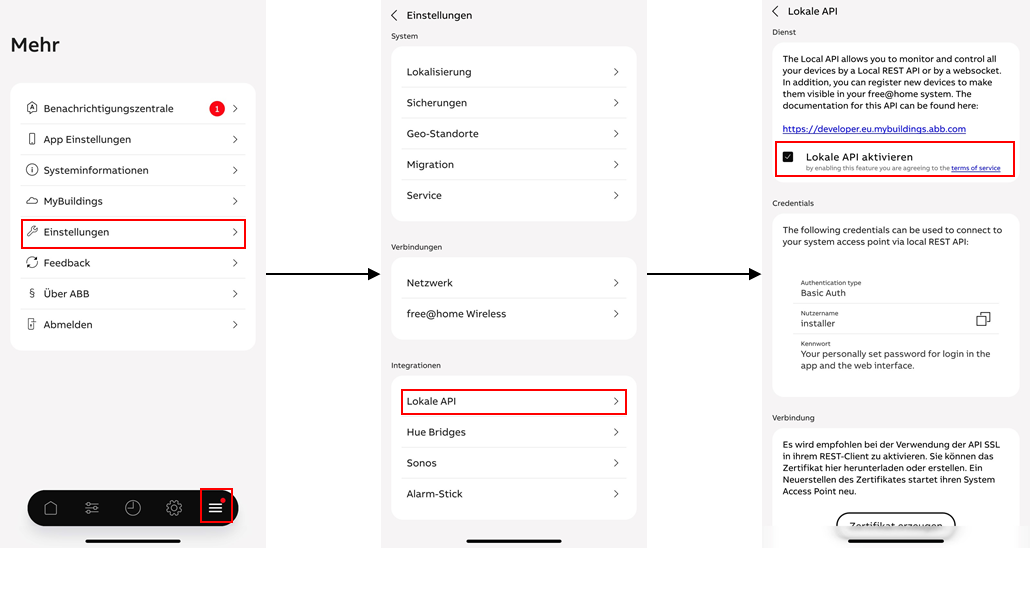 Mehr
Benachrichtigungszentrale
1
App Einstellungen
Systeminformationen
MyBuildings
Einstellungen
Feedback
Über ABB
Abmelden
Einstellungen
System
Lokalisierung
Sicherungen
Geo-Standorte
Migration
Service
Verbindungen
Netzwerk
free@home Wireless
Integrationen
Lokale API
Hue Bridges
Sonos
Alarm-Stick
Lokale API
Dienst
The Local API allows you to monitor and control all
your devices by a Local REST API or by a websocket.
In addition, you can register new devices to make
them visible in your free@home system. The
documentation for this API can be found here:
https://developer.eu.mybuildings.abb.com
Lokale API aktivieren
by enabling this feature you are agreeing to the terms of service
Credentials
The following credentials can be used to connect to
your system access point via local REST API:
Authentication type
Basic Auth
Nutzername
installer
Kennwort
Your personally set password for login in the
app and the web interface.
Verbindung
Es wird empfohlen bei der Verwendung der API SSL
in ihrem REST-Client zu aktivieren. Sie können das
Zertifikat hier herunterladen oder erstellen. Ein
Neuerstellen des Zertifikates startet ihren System
Access Point neu.
Zertifikat erzeugen